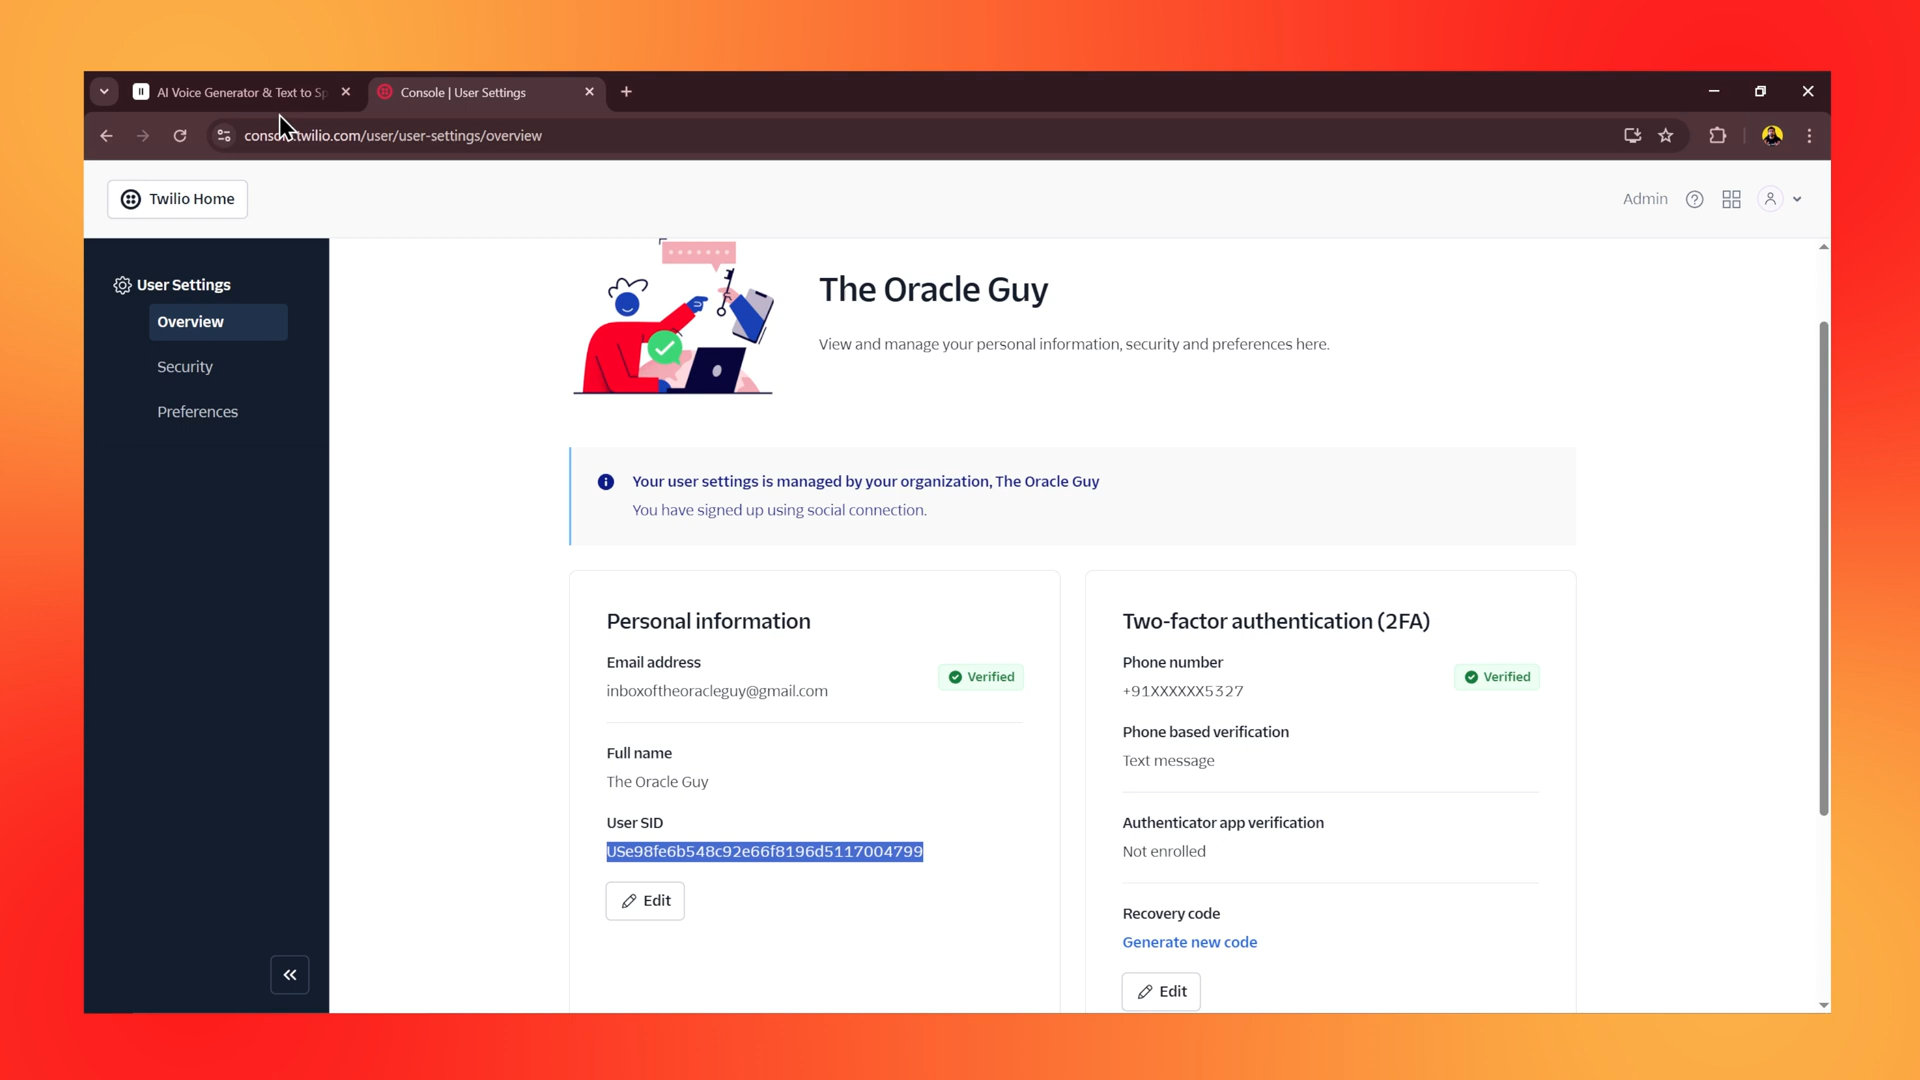 AI Voice Generator & Text to Sp
Console | User Settings
console.twilio.com/user/user-settings/overview
Twilio Home
Admin
User Settings
Overview
Security
Preferences
The Oracle Guy
View and manage your personal information, security and preferences here.
Your user settings is managed by your organization, The Oracle Guy
You have signed up using social connection.
Personal information
Email address
inboxoftheoracleguy@gmail.com
Verified
Full name
The Oracle Guy
User SID
USe98fe6b548c92e66f8196d5117004799
Edit
Two-factor authentication (2FA)
Phone number
+91XXXXXX5327
Verified
Phone based verification
Text message
Authenticator app verification
Not enrolled
Recovery code
Generate new code
Edit